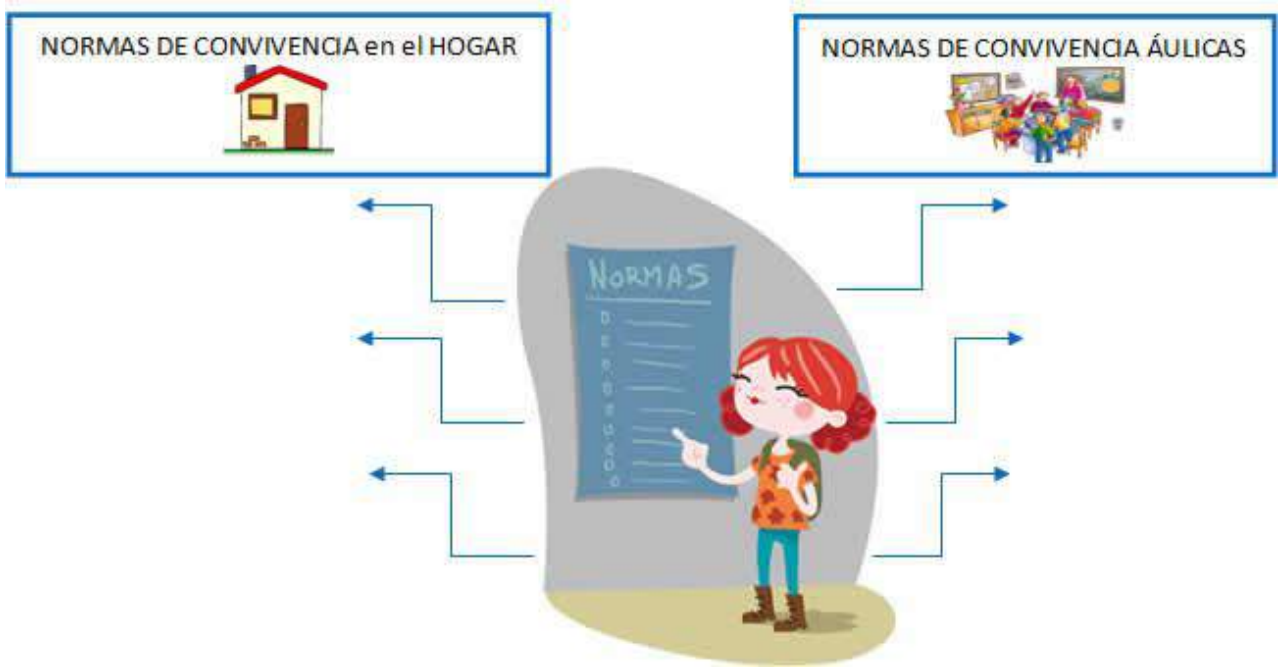 NORMAS DE CONVIVENCIA en el HOGAR
NORMAS DE CONVIVENCIA ÁULICAS
NORMAS